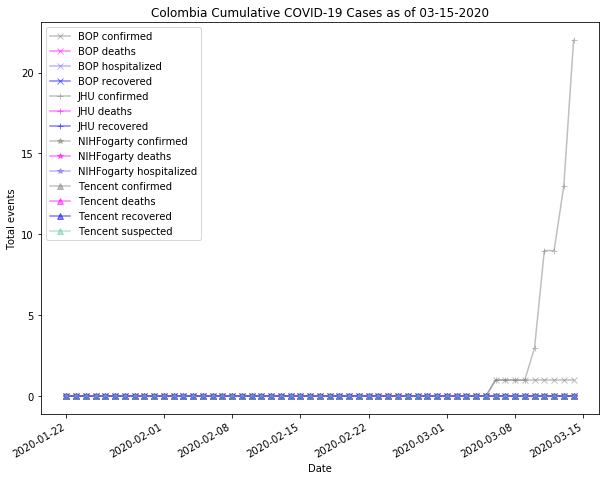 Colombia Cumulative COVID-19 Cases as of 03-15-2020
BOP confirmed
BOP deaths
BOP hospitalized
BOP recovered
JHU confirmed
JHU deaths
JHU recovered
NIHFogarty confirmed
NIHFogarty deaths
NIHFogarty hospitalized
Tencent confirmed
Tencent deaths
Tencent recovered
Tencent suspected
Total events
20
15
10
5
0
2020-01-22
2020-02-01
2020-02-08
2020-02-15
2020-02-22
2020-03-01
2020-03-08
2020-03-15
Date